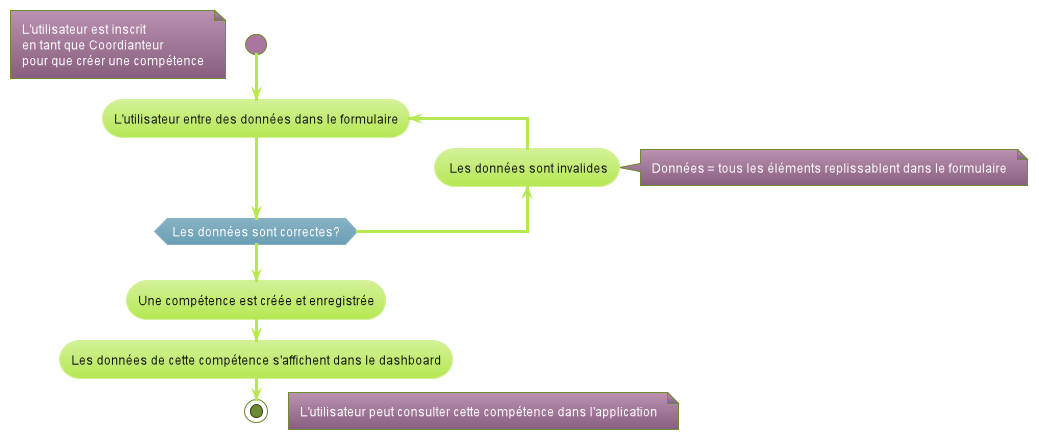 L'utilisateur est inscrit
en tant que Coordianteur
pour que créer une compétence
L'utilisateur entre des données dans le formulaire
Les données sont invalides
Données = tous les éléments replissablent dans le formulaire
Les données sont correctes?
Une compétence est créée et enregistrée
Les données de cette compétence s'affichent dans le dashboard
L'utilisateur peut consulter cette compétence dans l'application